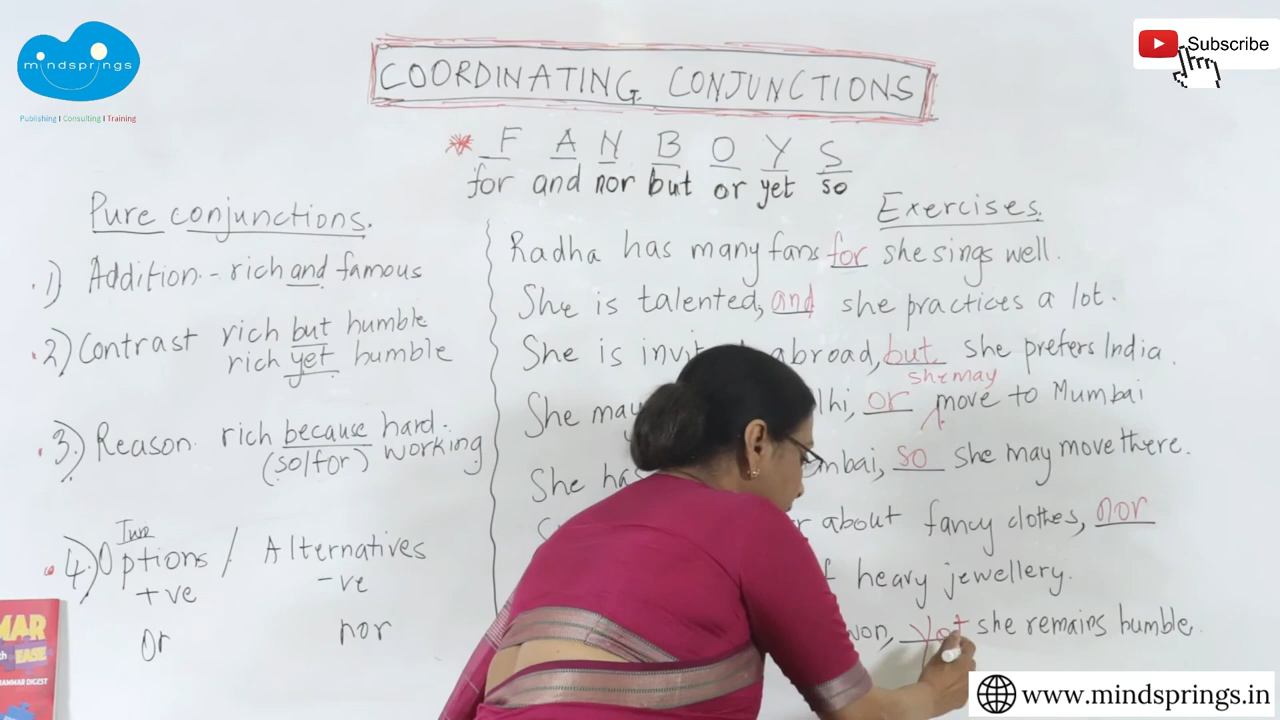 mindsprings
Publishing I Consulting I Training
Subscribe
COORDINATING CONJUNCTIONS
F A N B O Y S
for and nor but or yet so
Pure conjunctions.
1) Addition - rich and famous
2) Contrast rich but humble
rich yet humble
3) Reason rich because hard-
(so/for) working
4) Two Options / Alternatives
+ve -ve
or nor
Exercises.
Radha has many fans for she sings well.
She is talented, and she practices a lot.
She is abroad, but she prefers India.
she may
She may or move to Mumbai
She has so she may move there.
about fancy clothes, nor
heavy jewellery.
yet she remains humble.
MAR
EASE
www.mindsprings.in